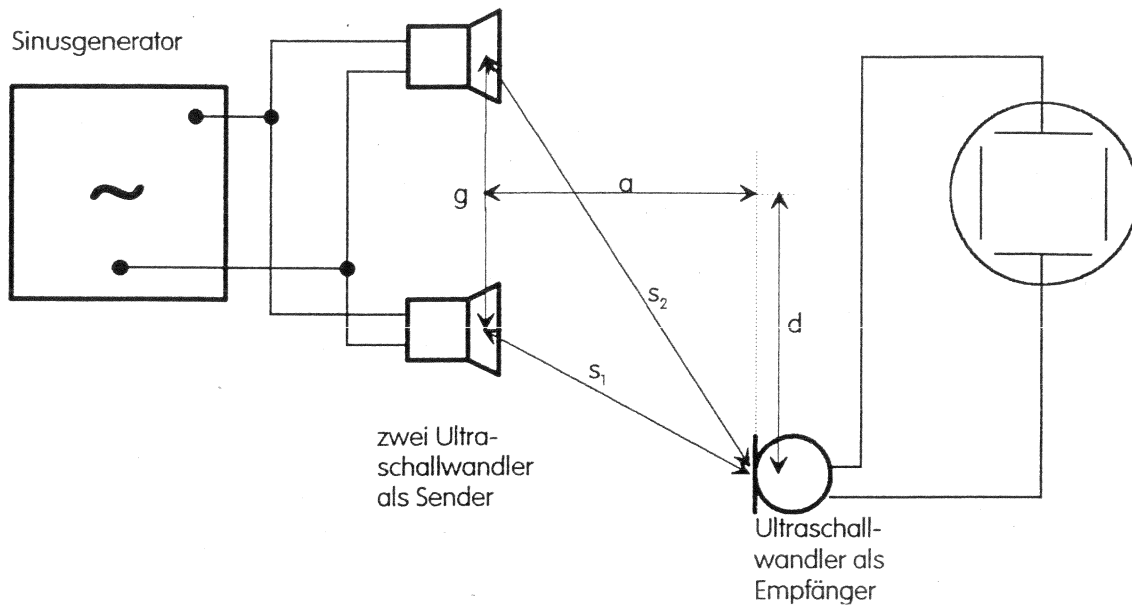 Sinusgenerator
~
g
a
s₂
d
s₁
zwei Ultra-
schallwandler
als Sender
Ultraschall-
wandler als
Empfänger